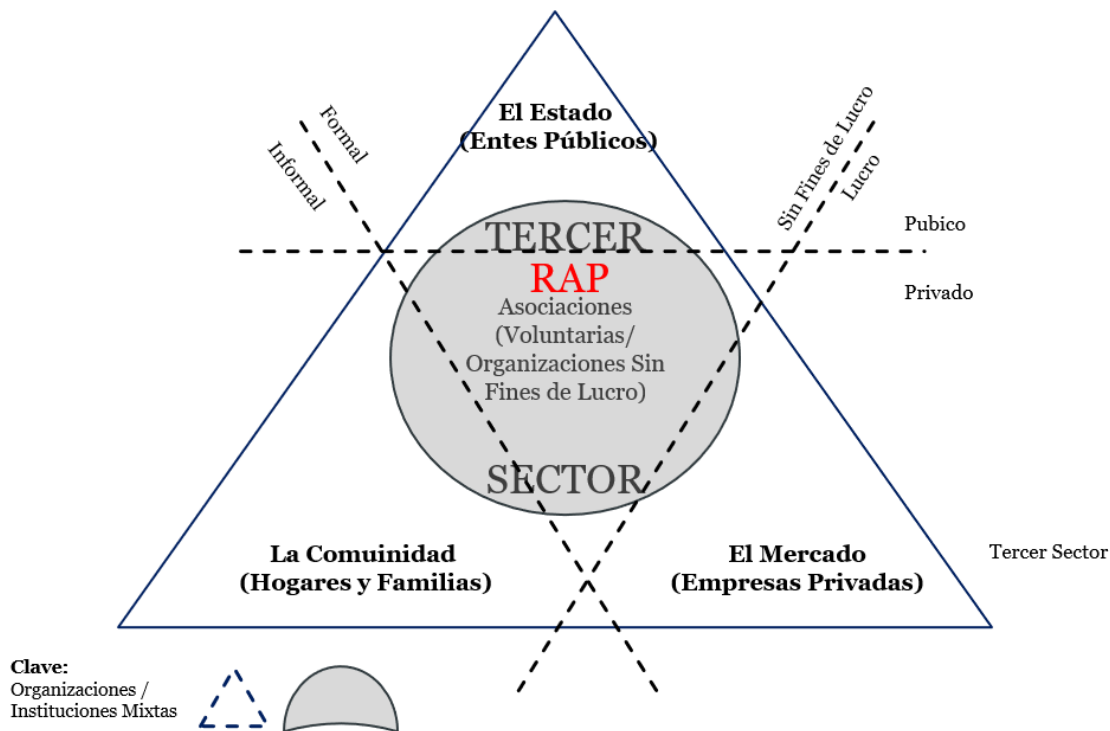 El Estado
(Entes Públicos)
Formal
Informal
Sin Fines de Lucro
Lucro
Pubico
Privado
TERCER
RAP
Asociaciones
(Voluntarias/
Organizaciones Sin
Fines de Lucro)
SECTOR
La Comuinidad
(Hogares y Familias)
El Mercado
(Empresas Privadas)
Tercer Sector
Clave:
Organizaciones /
Instituciones Mixtas